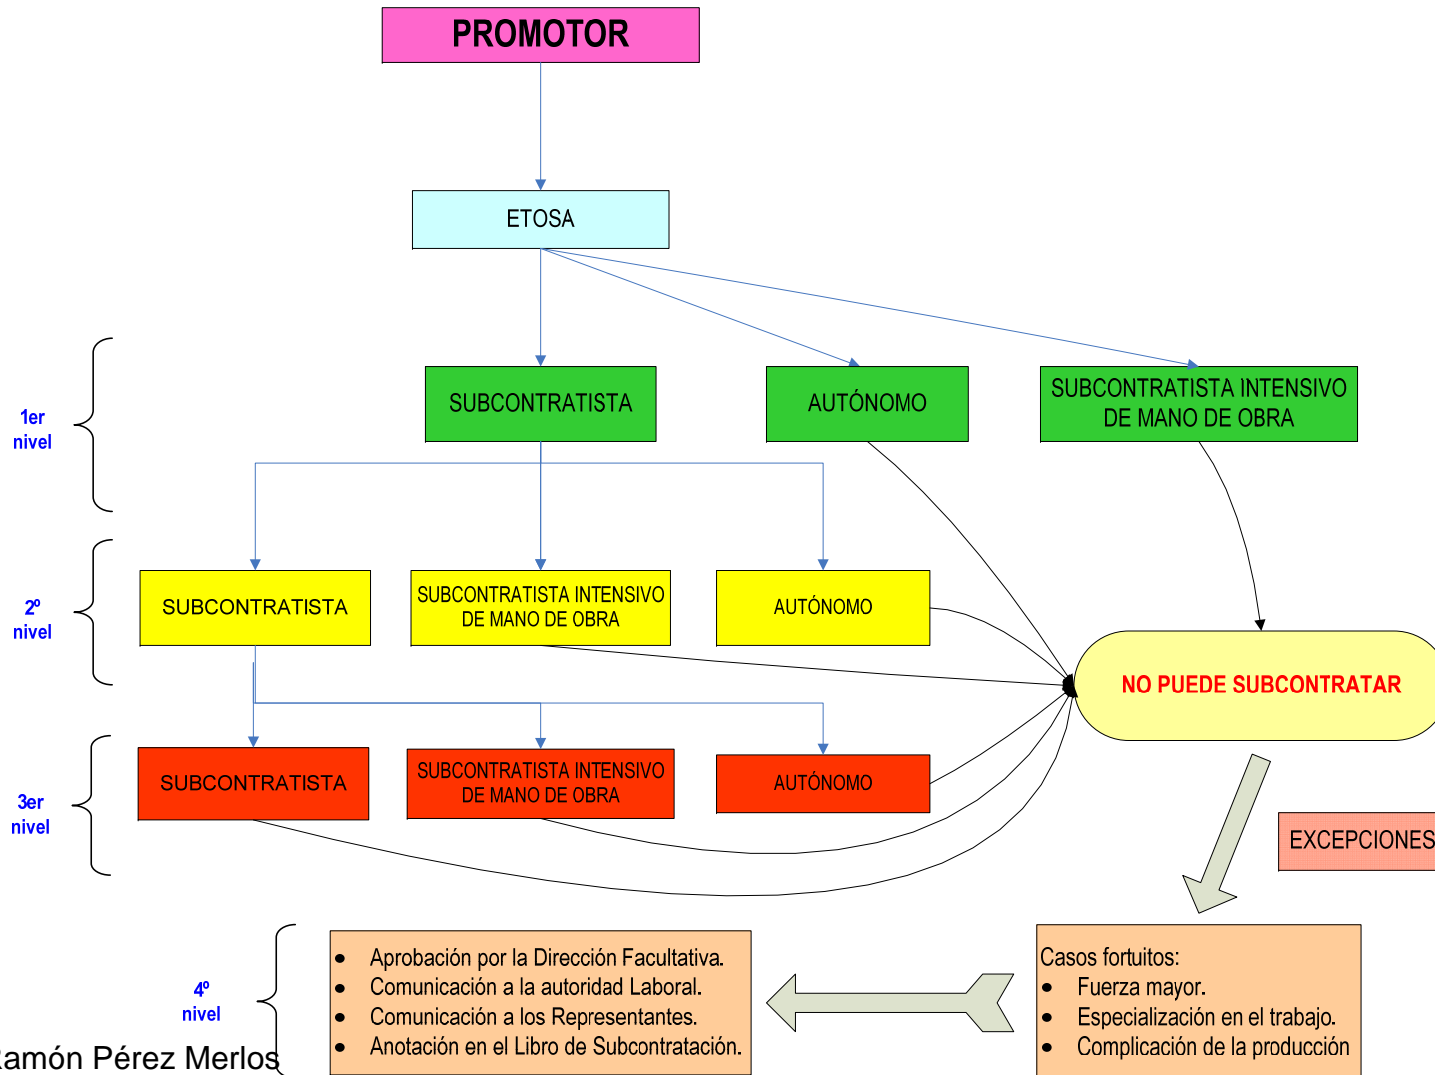 PROMOTOR
ETOSA
1er
nivel
SUBCONTRATISTA
AUTÓNOMO
SUBCONTRATISTA INTENSIVO
DE MANO DE OBRA
2º
nivel
SUBCONTRATISTA
SUBCONTRATISTA INTENSIVO
DE MANO DE OBRA
AUTÓNOMO
NO PUEDE SUBCONTRATAR
3er
nivel
SUBCONTRATISTA
SUBCONTRATISTA INTENSIVO
DE MANO DE OBRA
AUTÓNOMO
EXCEPCIONES
4º
nivel
• Aprobación por la Dirección Facultativa.
• Comunicación a la autoridad Laboral.
• Comunicación a los Representantes.
• Anotación en el Libro de Subcontratación.
Casos fortuitos:
• Fuerza mayor.
• Especialización en el trabajo.
• Complicación de la producción
Ramón Pérez Merlos